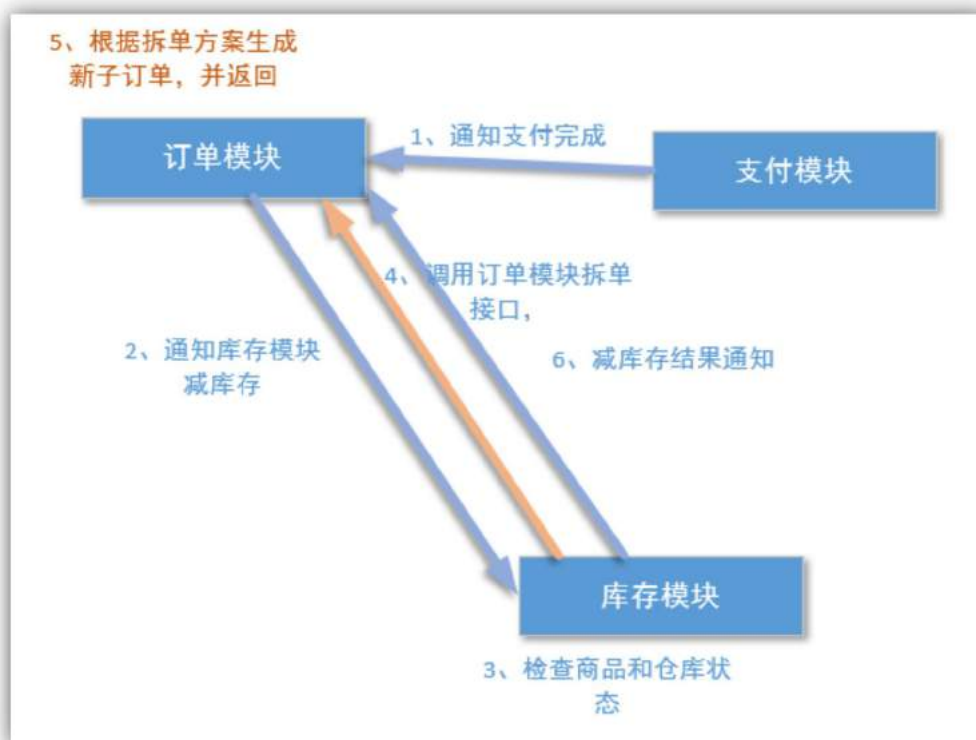 5、根据拆单方案生成
新子订单，并返回
1、通知支付完成
订单模块
支付模块
4、调用订单模块拆单
接口，
2、通知库存模块
减库存
6、减库存结果通知
库存模块
3、检查商品和仓库状
态